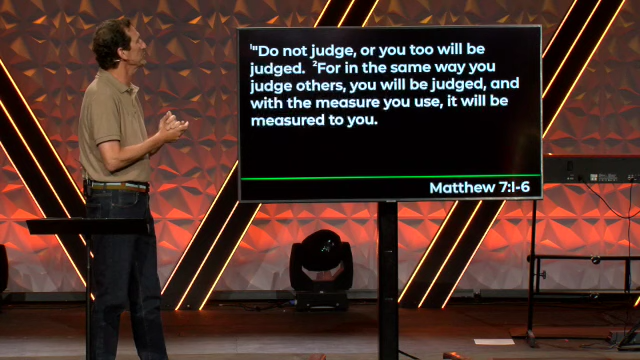 ¹"Do not judge, or you too will be
judged. ²For in the same way you
judge others, you will be judged, and
with the measure you use, it will be
measured to you.
Matthew 7:1-6